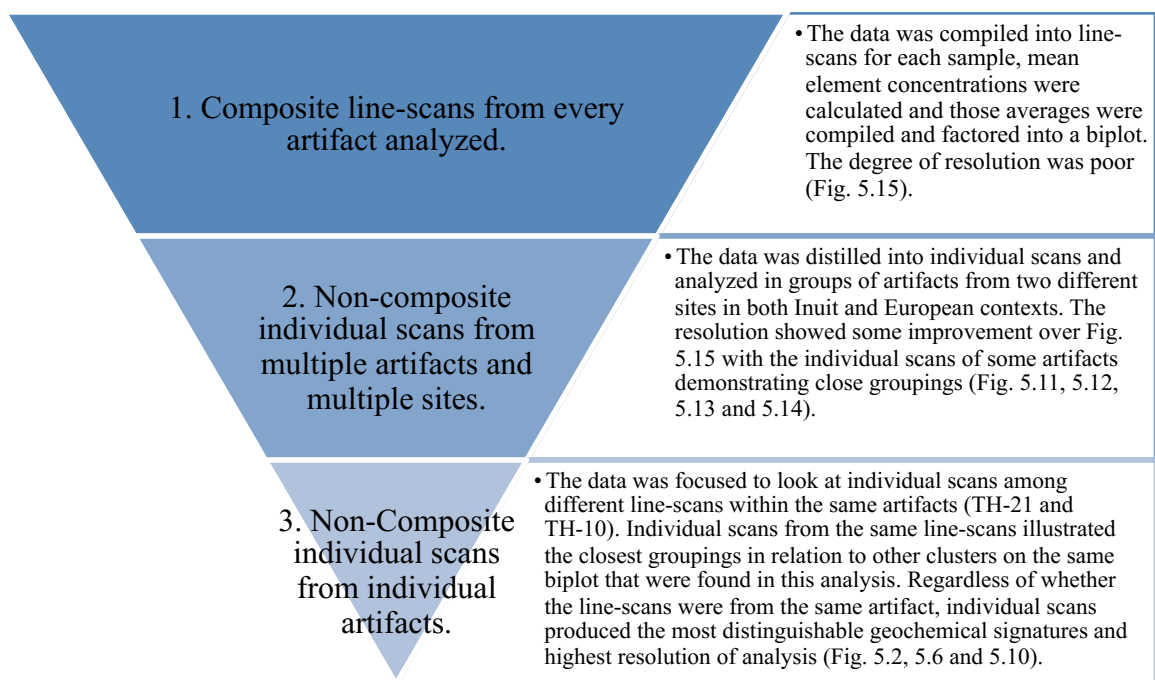 1. Composite line-scans from every
artifact analyzed.
• The data was compiled into line-
scans for each sample, mean
element concentrations were
calculated and those averages were
compiled and factored into a biplot.
The degree of resolution was poor
(Fig. 5.15).
2. Non-composite
individual scans from
multiple artifacts and
multiple sites.
• The data was distilled into individual scans and
analyzed in groups of artifacts from two different
sites in both Inuit and European contexts. The
resolution showed some improvement over Fig.
5.15 with the individual scans of some artifacts
demonstrating close groupings (Fig. 5.11, 5.12,
5.13 and 5.14).
3. Non-Composite
individual scans
from individual
artifacts.
• The data was focused to look at individual scans among
different line-scans within the same artifacts (TH-21 and
TH-10). Individual scans from the same line-scans illustrated
the closest groupings in relation to other clusters on the same
biplot that were found in this analysis. Regardless of whether
the line-scans were from the same artifact, individual scans
produced the most distinguishable geochemical signatures and
highest resolution of analysis (Fig. 5.2, 5.6 and 5.10).